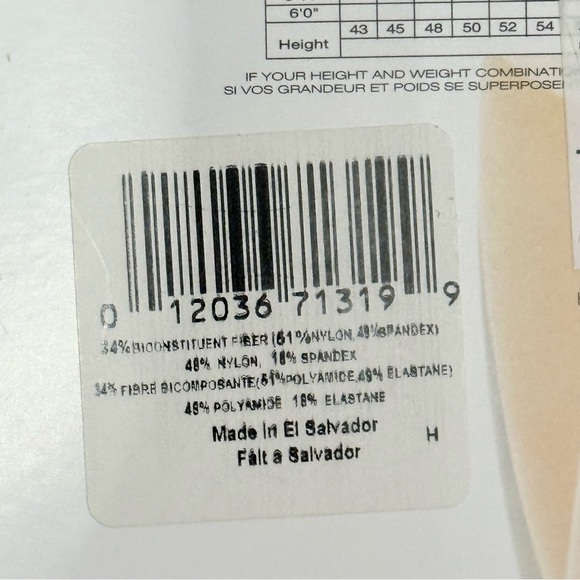 6'0"
43 45 48 50 52 54
Height
IF YOUR HEIGHT AND WEIGHT COMBINATI
SI VOS GRANDEUR ET POIDS SE SUPERPOSE
0 12036 71319 9
34% BICONSTITUENT FIBER (51%NYLON, 49%SPANDEX)
48% NYLON, 18% SPANDEX
34% FIBRE BICOMPOSANTE(51%POLYAMIDE,49% ELASTANE)
48% POLYAMIDE 18% ELASTANE
Made In El Salvador
Fâit a Salvador
H